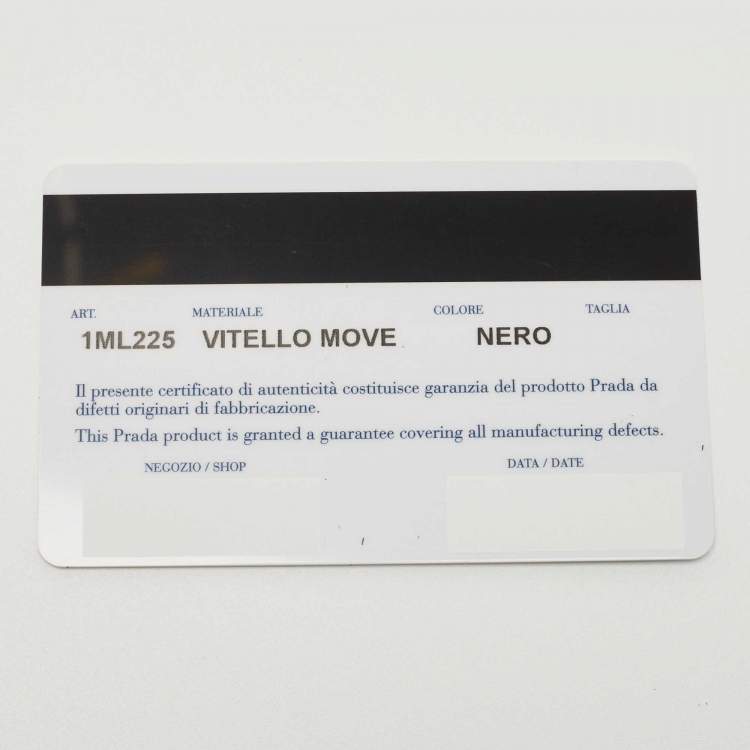 ART. MATERIALE COLORE TAGLIA
1ML225 VITELLO MOVE NERO
Il presente certificato di autenticità costituisce garanzia del prodotto Prada da
difetti originari di fabbricazione.
This Prada product is granted a guarantee covering all manufacturing defects.
NEGOZIO / SHOP DATA / DATE